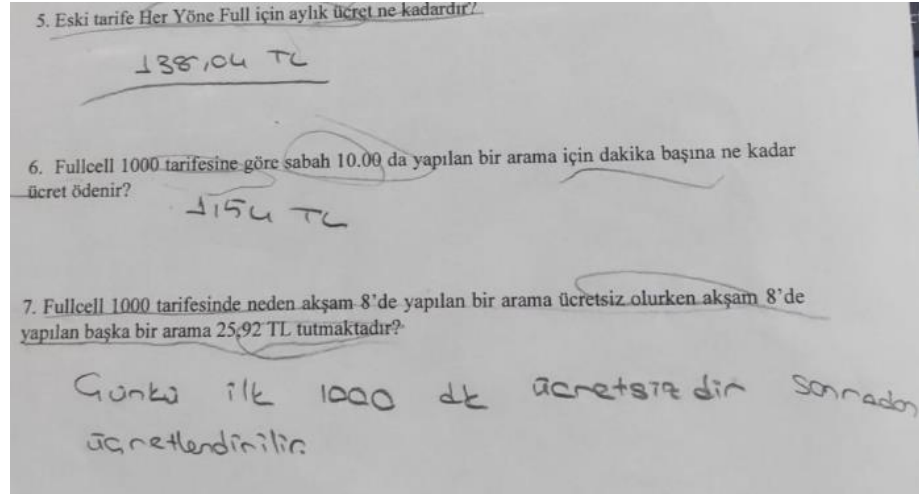 5. Eski tarife Her Yöne Full için aylık ücret ne kadardır?
138,04 TL
6. Fullcell 1000 tarifesine göre sabah 10.00 da yapılan bir arama için dakika başına ne kadar
ücret ödenir?
1,54 TL
7. Fullcell 1000 tarifesinde neden akşam 8'de yapılan bir arama ücretsiz olurken akşam 8'de
yapılan başka bir arama 25,92 TL tutmaktadır?
Günkü ilk 1000 dk ücretsizdir sonradan
ücretlendirilir.